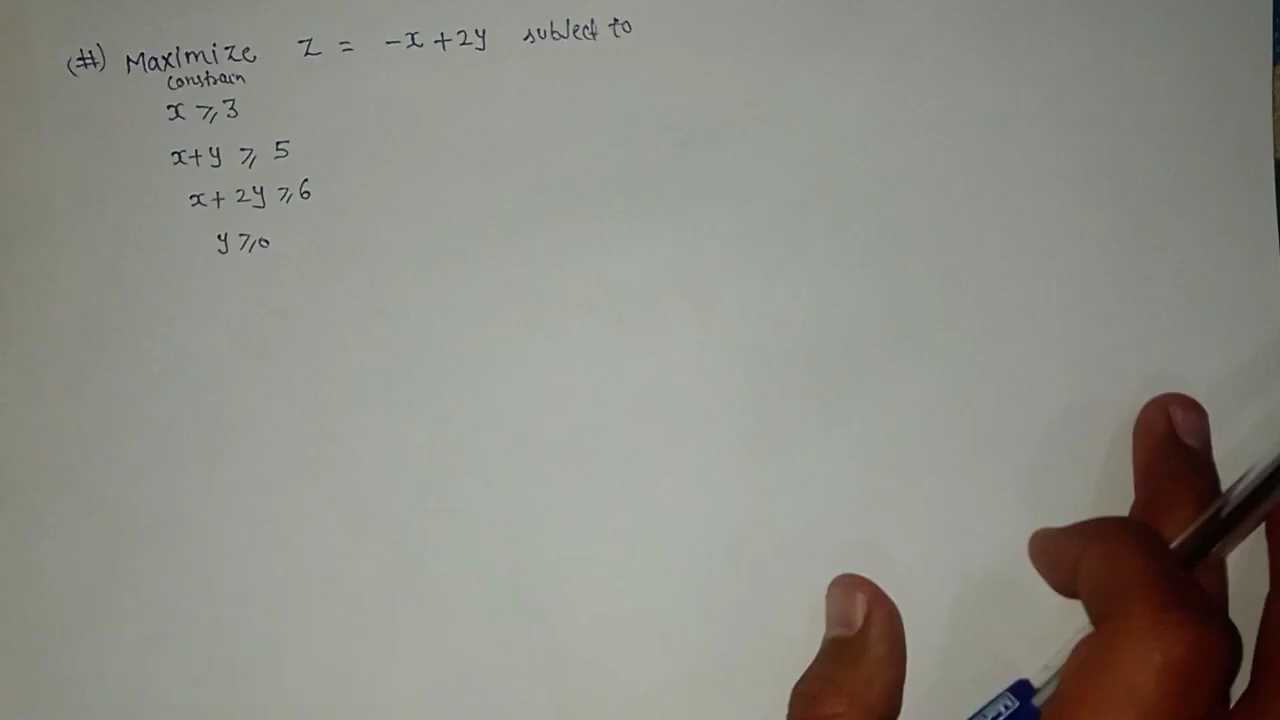 (#) Maximize Z = -x + 2y subject to
constrain
x ⩾ 3
x+y ⩾ 5
x+ 2y ⩾ 6
y ⩾ 0